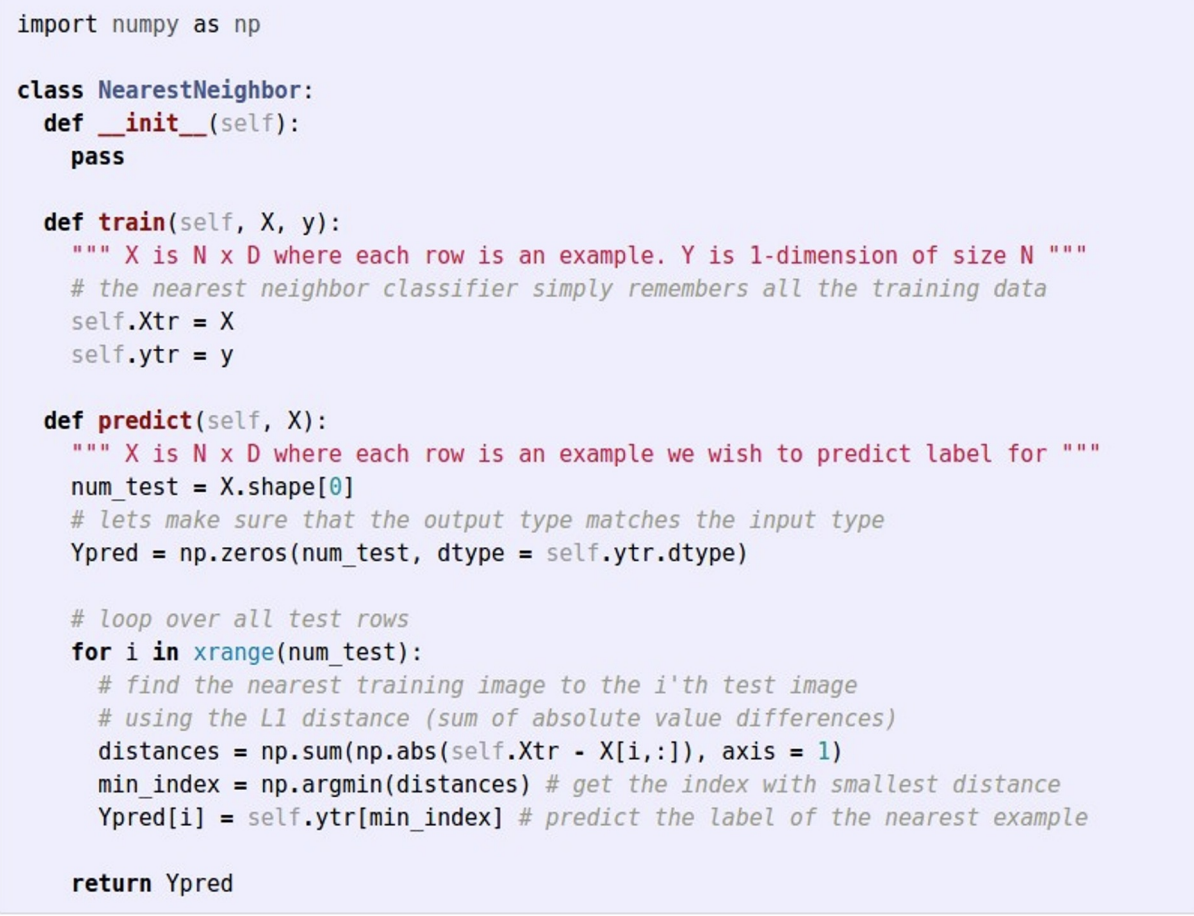 import numpy as np
class NearestNeighbor:
def __init__(self):
pass
def train(self, X, y):
""" X is N x D where each row is an example. Y is 1-dimension of size N """
# the nearest neighbor classifier simply remembers all the training data
self.Xtr = X
self.ytr = y
def predict(self, X):
""" X is N x D where each row is an example we wish to predict label for """
num_test = X.shape[0]
# lets make sure that the output type matches the input type
Ypred = np.zeros(num_test, dtype = self.ytr.dtype)
# loop over all test rows
for i in xrange(num_test):
# find the nearest training image to the i'th test image
# using the L1 distance (sum of absolute value differences)
distances = np.sum(np.abs(self.Xtr - X[i,:]), axis = 1)
min_index = np.argmin(distances) # get the index with smallest distance
Ypred[i] = self.ytr[min_index] # predict the label of the nearest example
return Ypred